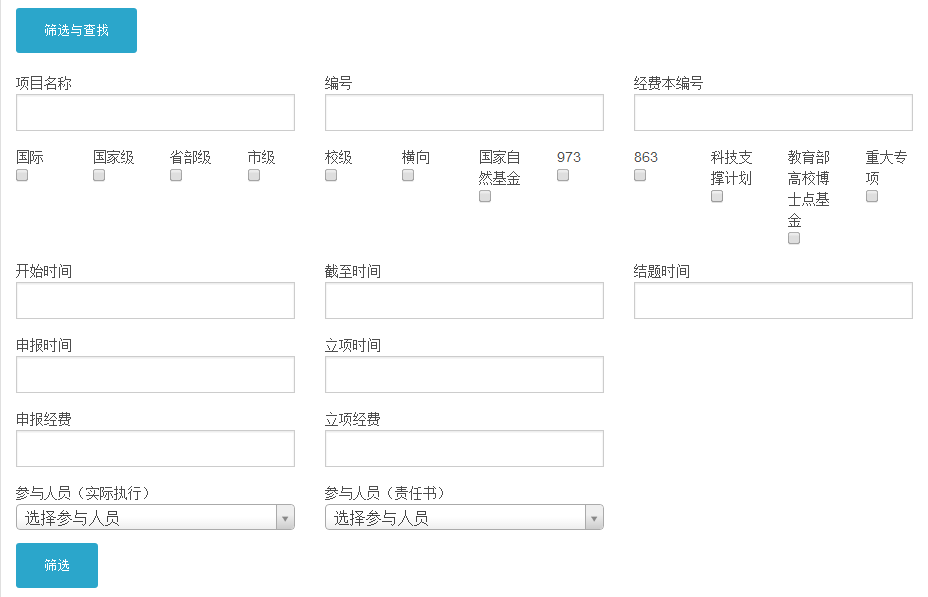 筛选与查找
项目名称 编号 经费本编号
国际 国家级 省部级 市级 校级 横向 国家自 973 863 科技支 教育部 重大专
然基金 撑计划 高校博 项
士点基
金
开始时间 截至时间 结题时间
申报时间 立项时间
申报经费 立项经费
参与人员（实际执行） 参与人员（责任书）
选择参与人员 选择参与人员
筛选